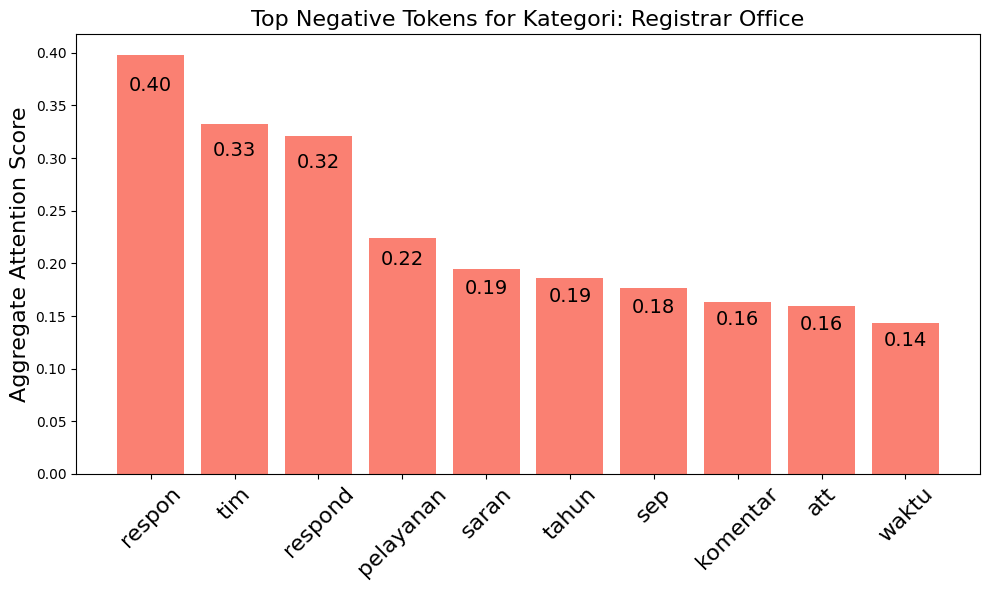 Top Negative Tokens for Kategori: Registrar Office
Aggregate Attention Score
0.40
0.35
0.30
0.25
0.20
0.15
0.10
0.05
0.00
0.40
0.33
0.32
0.22
0.19
0.19
0.18
0.16
0.16
0.14
respon
tim
respond
pelayanan
saran
tahun
sep
komentar
att
waktu